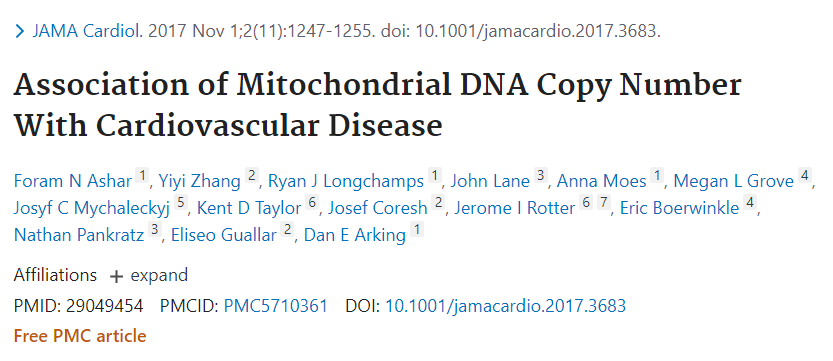 JAMA Cardiol. 2017 Nov 1;2(11):1247-1255. doi: 10.1001/jamacardio.2017.3683.
Association of Mitochondrial DNA Copy Number
With Cardiovascular Disease
Foram N Ashar 1, Yiyi Zhang 2, Ryan J Longchamps 1, John Lane 3, Anna Moes 1, Megan L Grove 4,
Josyf C Mychaleckyj 5, Kent D Taylor 6, Josef Coresh 2, Jerome I Rotter 6 7, Eric Boerwinkle 4,
Nathan Pankratz 3, Eliseo Guallar 2, Dan E Arking 1
Affiliations + expand
PMID: 29049454 PMCID: PMC5710361 DOI: 10.1001/jamacardio.2017.3683
Free PMC article